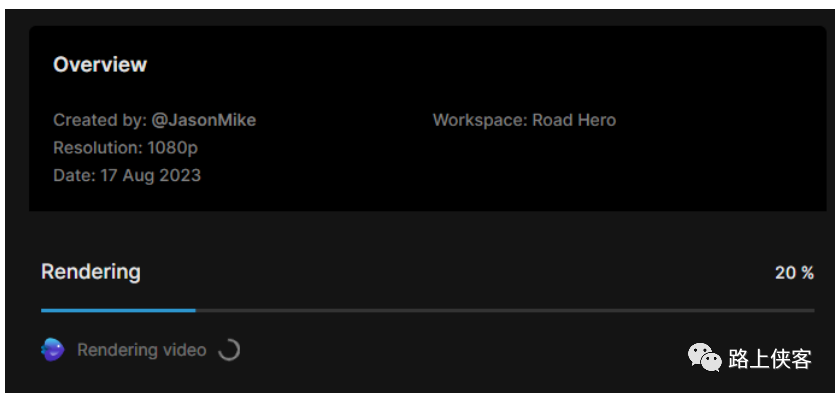 Overview
Created by: @JasonMike
Workspace: Road Hero
Resolution: 1080p
Date: 17 Aug 2023
Rendering
20 %
Rendering video
路上侠客